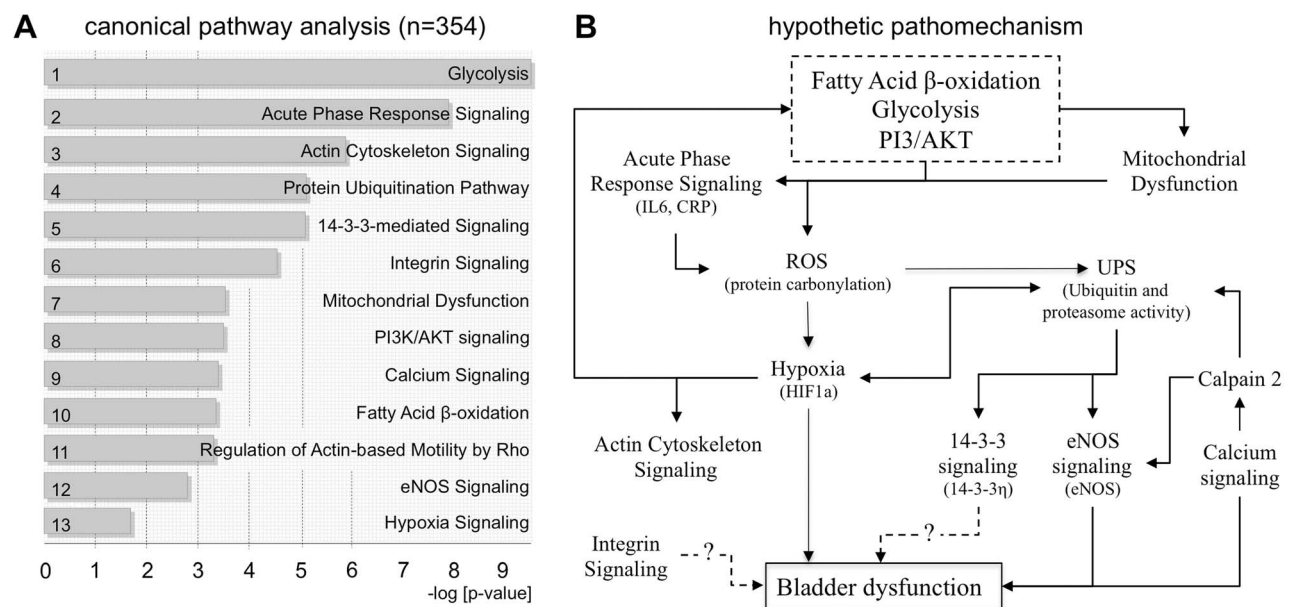 A canonical pathway analysis (n=354)
1 Glycolysis
2 Acute Phase Response Signaling
3 Actin Cytoskeleton Signaling
4 Protein Ubiquitination Pathway
5 14-3-3-mediated Signaling
6 Integrin Signaling
7 Mitochondrial Dysfunction
8 PI3K/AKT signaling
9 Calcium Signaling
10 Fatty Acid β-oxidation
11 Regulation of Actin-based Motility by Rho
12 eNOS Signaling
13 Hypoxia Signaling
0 1 2 3 4 5 6 7 8 9
-log [p-value]
B hypothetic pathomechanism
Fatty Acid β-oxidation
Glycolysis
PI3/AKT
Acute Phase
Response Signaling
(IL6, CRP)
Mitochondrial
Dysfunction
ROS
(protein carbonylation)
UPS
(Ubiquitin and
proteasome activity)
Hypoxia
(HIF1a)
Calpain 2
Actin Cytoskeleton
Signaling
14-3-3
signaling
(14-3-3η)
eNOS
signaling
(eNOS)
Calcium
signaling
Integrin
Signaling
?
?
Bladder dysfunction